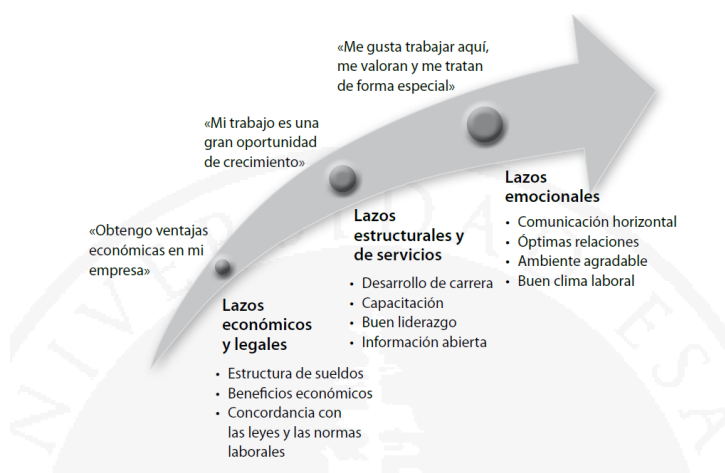 «Me gusta trabajar aquí,
me valoran y me tratan
de forma especial»
«Mi trabajo es una
gran oportunidad
de crecimiento»
«Obtengo ventajas
económicas en mi
empresa»
Lazos
económicos
y legales
• Estructura de sueldos
• Beneficios económicos
• Concordancia con
las leyes y las normas
laborales
Lazos
estructurales y
de servicios
• Desarrollo de carrera
• Capacitación
• Buen liderazgo
• Información abierta
Lazos
emocionales
• Comunicación horizontal
• Óptimas relaciones
• Ambiente agradable
• Buen clima laboral